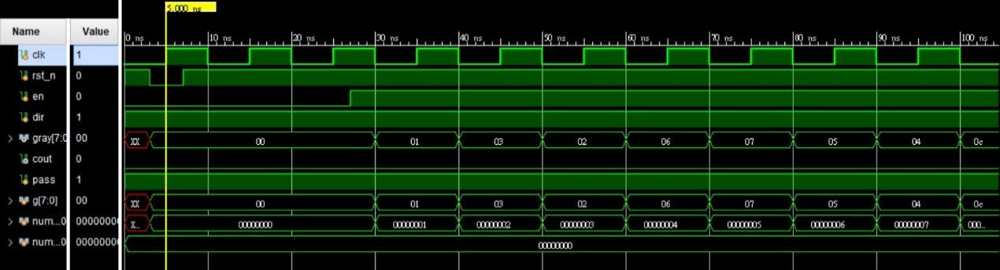 5.000 ns
Name Value
0 ns 10 ns 20 ns 30 ns 40 ns 50 ns 60 ns 70 ns 80 ns 90 ns 100 ns
clk 1
rst_n 0
en 0
dir 1
gray[7:0 00 XX 00 01 03 02 06 07 05 04 0c
cout 0
pass 1
g[7:0] 00 XX 00 01 03 02 06 07 05 04 0c
num...0 00000000 X... 00000000 00000001 00000002 00000003 00000004 00000005 00000006 00000007 000...
num...0 00000000 00000000